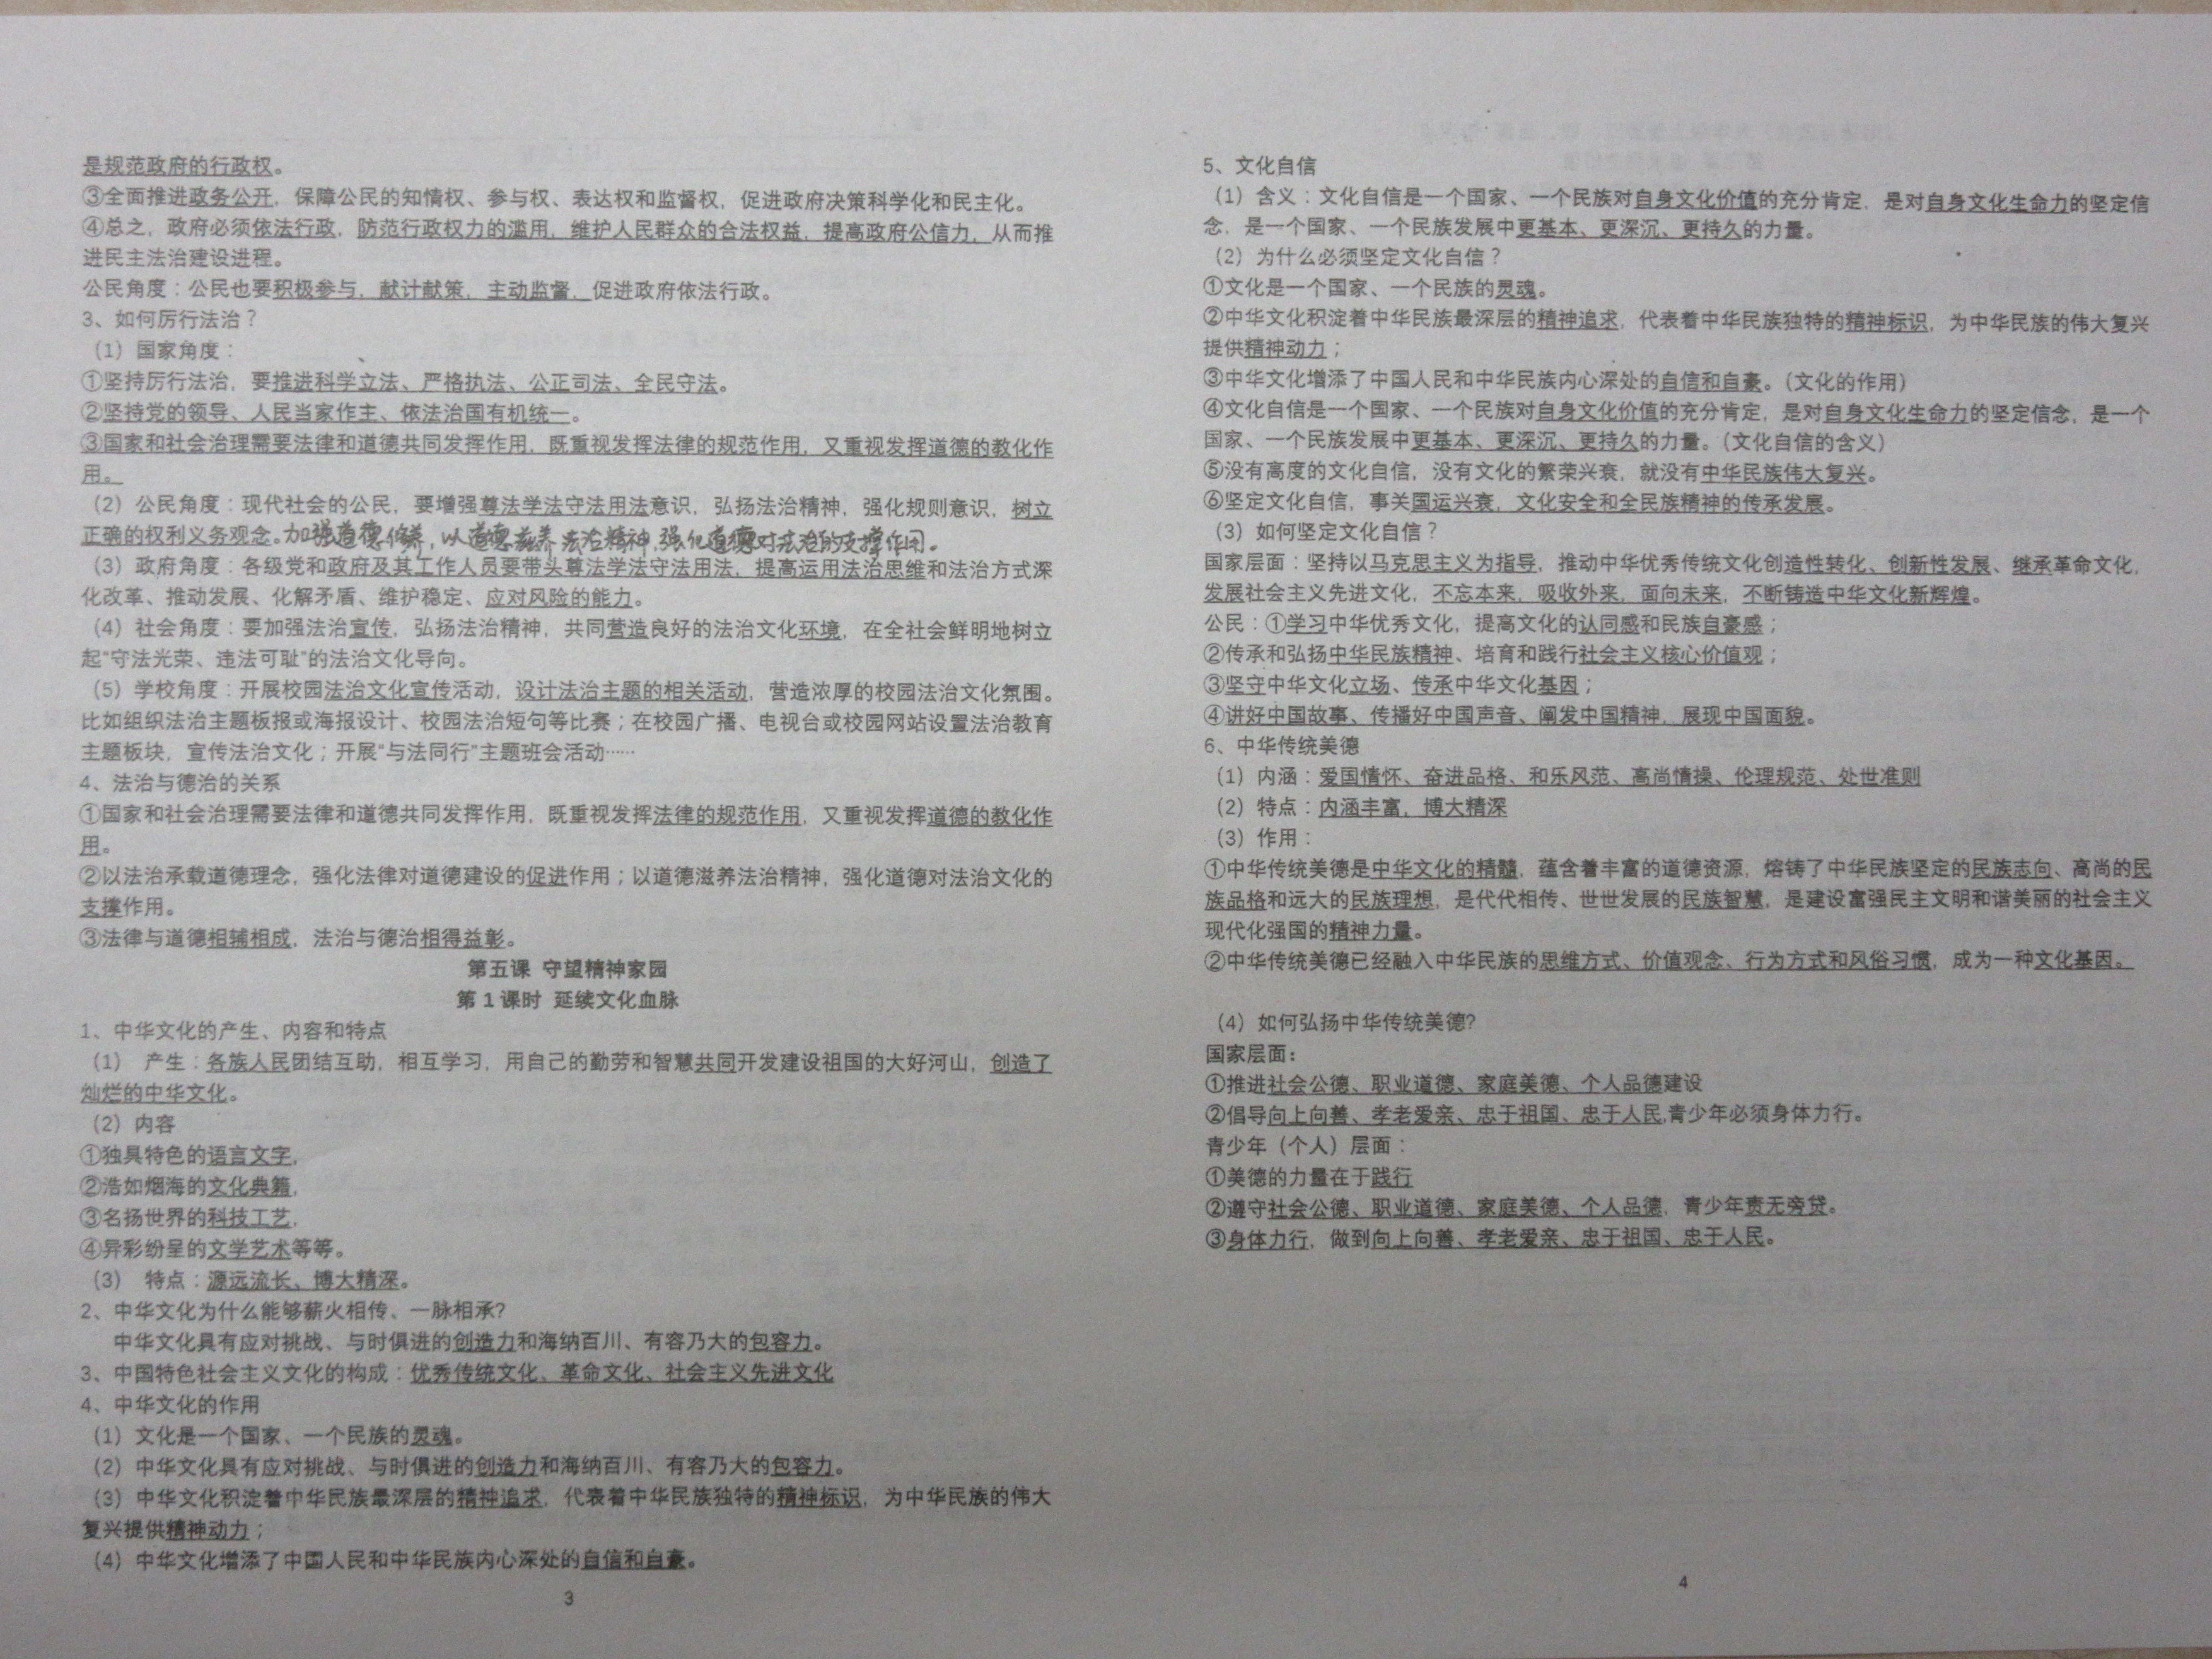 是规范政府的行政权。
③全面推进政务公开，保障公民的知情权、参与权、表达权和监督权，促进政府决策科学化和民主化。
④总之，政府必须依法行政，防范行政权力的滥用，维护人民群众的合法权益，提高政府公信力，从而推
进民主法治建设进程。
公民角度：公民也要积极参与，献计献策，主动监督，促进政府依法行政。
3、如何厉行法治？
（1）国家角度：
①坚持厉行法治，要推进科学立法、严格执法、公正司法、全民守法。
②坚持党的领导、人民当家作主、依法治国有机统一。
③国家和社会治理需要法律和道德共同发挥作用，既重视发挥法律的规范作用，又重视发挥道德的教化作
用。
（2）公民角度：现代社会的公民，要增强尊法学法守法用法意识，弘扬法治精神，强化规则意识，树立
正确的权利义务观念。加强道德修养，以道德滋养法治精神，强化道德对法治的支撑作用。
（3）政府角度：各级党和政府及其工作人员要带头尊法学法守法用法，提高运用法治思维和法治方式深
化改革、推动发展、化解矛盾、维护稳定、应对风险的能力。
（4）社会角度：要加强法治宣传，弘扬法治精神，共同营造良好的法治文化环境，在全社会鲜明地树立
起“守法光荣、违法可耻”的法治文化导向。
（5）学校角度：开展校园法治文化宣传活动，设计法治主题的相关活动，营造浓厚的校园法治文化氛围。
比如组织法治主题板报或海报设计、校园法治短句等比赛；在校园广播、电视台或校园网站设置法治教育
主题板块，宣传法治文化；开展“与法同行”主题班会活动……
4、法治与德治的关系
①国家和社会治理需要法律和道德共同发挥作用，既重视发挥法律的规范作用，又重视发挥道德的教化作
用。
②以法治承载道德理念，强化法律对道德建设的促进作用；以道德滋养法治精神，强化道德对法治文化的
支撑作用。
③法律与道德相辅相成，法治与德治相得益彰。
第五课 守望精神家园
第 1 课时 延续文化血脉
1、中华文化的产生、内容和特点
（1） 产生：各族人民团结互助，相互学习，用自己的勤劳和智慧共同开发建设祖国的大好河山，创造了
灿烂的中华文化。
（2）内容
①独具特色的语言文字，
②浩如烟海的文化典籍，
③名扬世界的科技工艺，
④异彩纷呈的文学艺术等等。
（3） 特点：源远流长、博大精深。
2、中华文化为什么能够薪火相传、一脉相承?
中华文化具有应对挑战、与时俱进的创造力和海纳百川、有容乃大的包容力。
3、中国特色社会主义文化的构成：优秀传统文化、革命文化、社会主义先进文化
4、中华文化的作用
（1）文化是一个国家、一个民族的灵魂。
（2）中华文化具有应对挑战、与时俱进的创造力和海纳百川、有容乃大的包容力。
（3）中华文化积淀着中华民族最深层的精神追求，代表着中华民族独特的精神标识，为中华民族的伟大
复兴提供精神动力；
（4）中华文化增添了中国人民和中华民族内心深处的自信和自豪。
3
5、文化自信
（1）含义：文化自信是一个国家、一个民族对自身文化价值的充分肯定，是对自身文化生命力的坚定信
念，是一个国家、一个民族发展中更基本、更深沉、更持久的力量。
（2）为什么必须坚定文化自信？
①文化是一个国家、一个民族的灵魂。
②中华文化积淀着中华民族最深层的精神追求，代表着中华民族独特的精神标识，为中华民族的伟大复兴
提供精神动力；
③中华文化增添了中国人民和中华民族内心深处的自信和自豪。（文化的作用）
④文化自信是一个国家、一个民族对自身文化价值的充分肯定，是对自身文化生命力的坚定信念，是一个
国家、一个民族发展中更基本、更深沉、更持久的力量。（文化自信的含义）
⑤没有高度的文化自信，没有文化的繁荣兴衰，就没有中华民族伟大复兴。
⑥坚定文化自信，事关国运兴衰，文化安全和全民族精神的传承发展。
（3）如何坚定文化自信？
国家层面：坚持以马克思主义为指导，推动中华优秀传统文化创造性转化、创新性发展、继承革命文化，
发展社会主义先进文化，不忘本来，吸收外来，面向未来，不断铸造中华文化新辉煌。
公民：①学习中华优秀文化，提高文化的认同感和民族自豪感；
②传承和弘扬中华民族精神、培育和践行社会主义核心价值观；
③坚守中华文化立场、传承中华文化基因；
④讲好中国故事、传播好中国声音、阐发中国精神，展现中国面貌。
6、中华传统美德
（1）内涵：爱国情怀、奋进品格、和乐风范、高尚情操、伦理规范、处世准则
（2）特点：内涵丰富，博大精深
（3）作用：
①中华传统美德是中华文化的精髓，蕴含着丰富的道德资源，熔铸了中华民族坚定的民族志向、高尚的民
族品格和远大的民族理想，是代代相传、世世发展的民族智慧，是建设富强民主文明和谐美丽的社会主义
现代化强国的精神力量。
②中华传统美德已经融入中华民族的思维方式、价值观念、行为方式和风俗习惯，成为一种文化基因。
（4）如何弘扬中华传统美德?
国家层面：
①推进社会公德、职业道德、家庭美德、个人品德建设
②倡导向上向善、孝老爱亲、忠于祖国、忠于人民,青少年必须身体力行。
青少年（个人）层面：
①美德的力量在于践行
②遵守社会公德、职业道德、家庭美德、个人品德，青少年责无旁贷。
③身体力行，做到向上向善、孝老爱亲、忠于祖国、忠于人民。
4